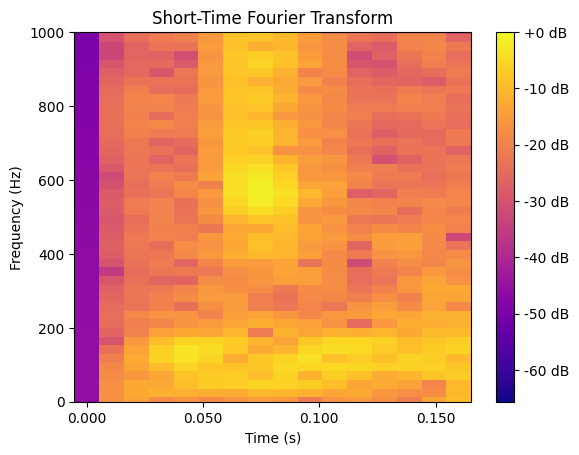 Short-Time Fourier Transform
1000
800
600
400
200
0
Frequency (Hz)
0.000
0.050
0.100
0.150
Time (s)
+0 dB
-10 dB
-20 dB
-30 dB
-40 dB
-50 dB
-60 dB